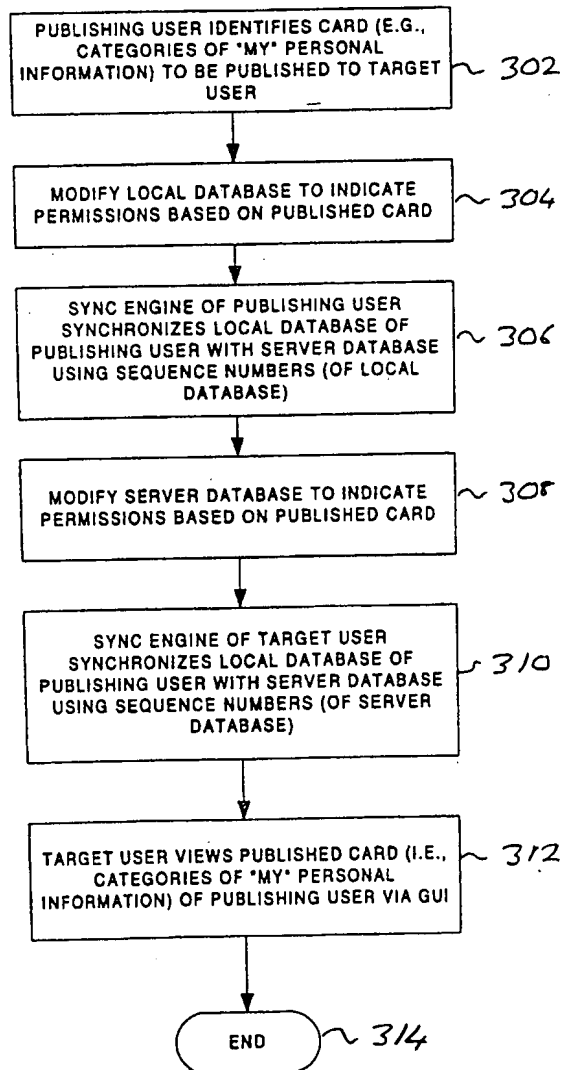 PUBLISHING USER IDENTIFIES CARD (E.G.,
CATEGORIES OF "MY" PERSONAL
INFORMATION) TO BE PUBLISHED TO TARGET
USER
302
MODIFY LOCAL DATABASE TO INDICATE
PERMISSIONS BASED ON PUBLISHED CARD
304
SYNC ENGINE OF PUBLISHING USER
SYNCHRONIZES LOCAL DATABASE OF
PUBLISHING USER WITH SERVER DATABASE
USING SEQUENCE NUMBERS (OF LOCAL
DATABASE)
306
MODIFY SERVER DATABASE TO INDICATE
PERMISSIONS BASED ON PUBLISHED CARD
308
SYNC ENGINE OF TARGET USER
SYNCHRONIZES LOCAL DATABASE OF
PUBLISHING USER WITH SERVER DATABASE
USING SEQUENCE NUMBERS (OF SERVER
DATABASE)
310
TARGET USER VIEWS PUBLISHED CARD (I.E.,
CATEGORIES OF "MY" PERSONAL
INFORMATION) OF PUBLISHING USER VIA GUI
312
END
314